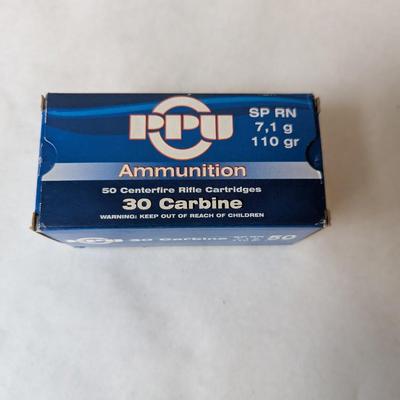 PPU
SP RN
7,1 g
110 gr
Ammunition
50 Centerfire Rifle Cartridges
30 Carbine
WARNING: KEEP OUT OF REACH OF CHILDREN
PPU 30 Carbine 50